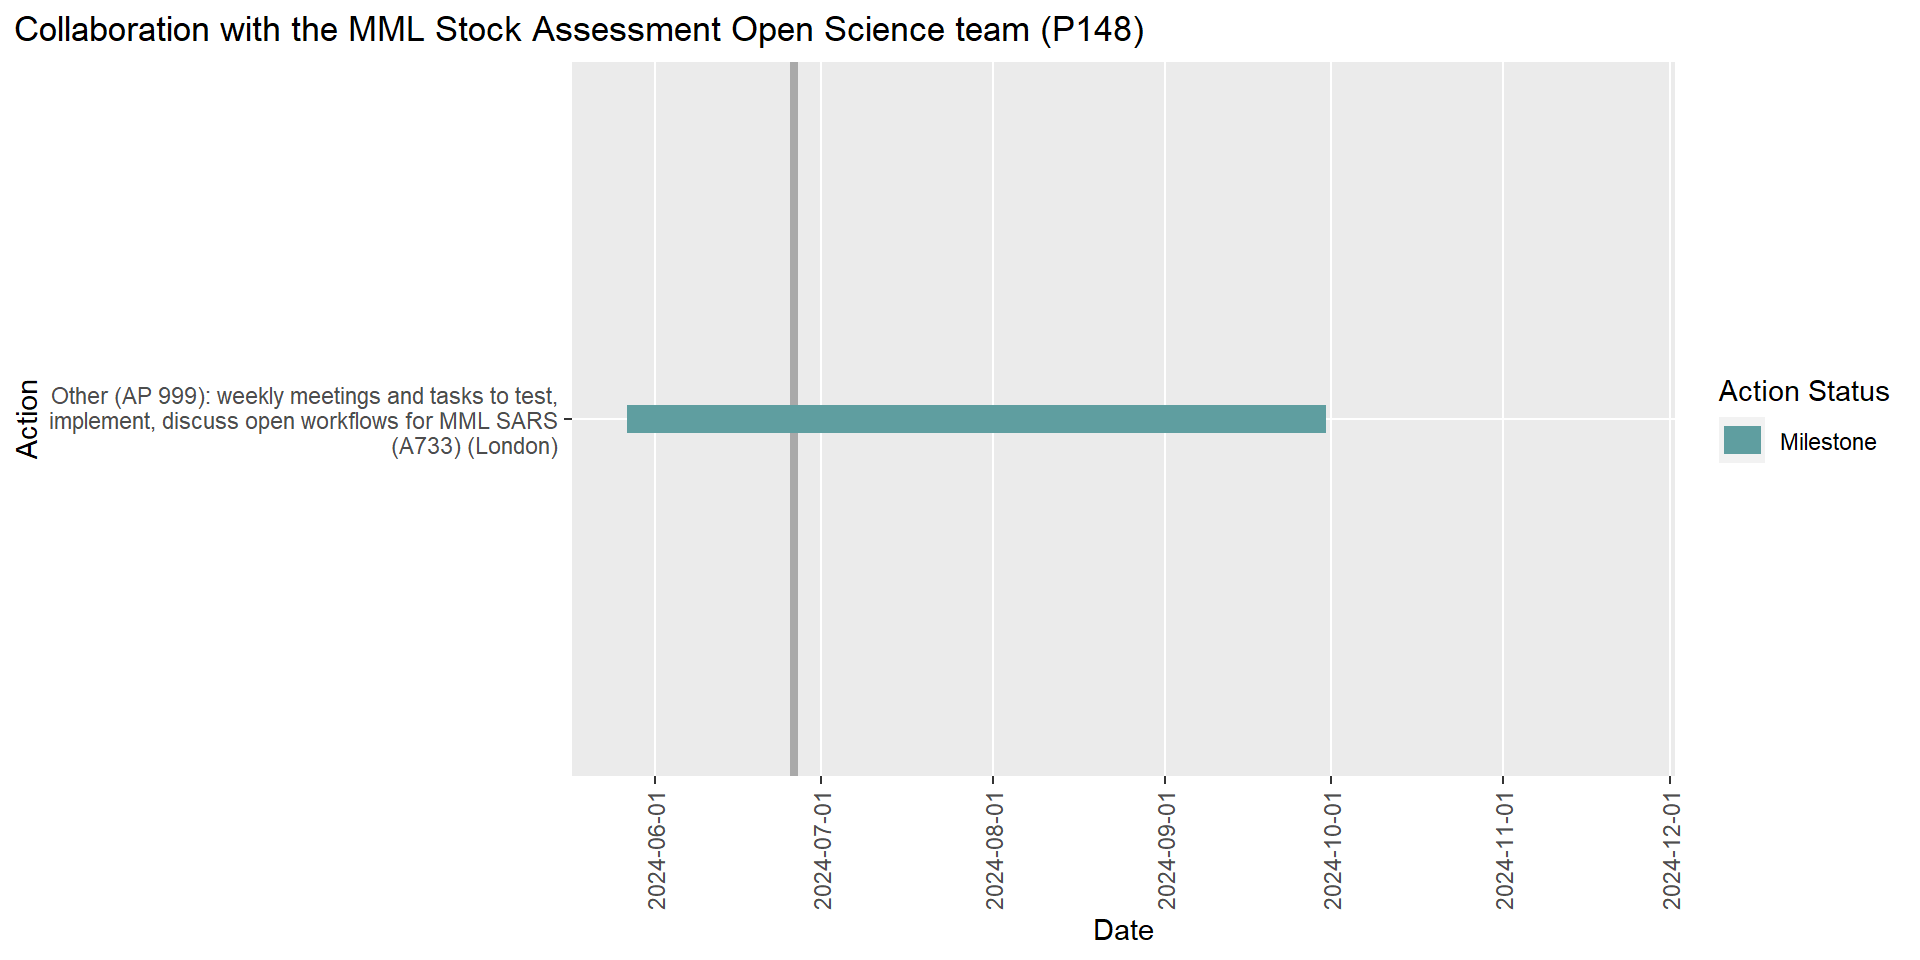 Collaboration with the MML Stock Assessment Open Science team (P148)
Action
Other (AP 999): weekly meetings and tasks to test,
implement, discuss open workflows for MML SARS
(A733) (London)
Action Status
Milestone
2024-06-01
2024-07-01
2024-08-01
2024-09-01
2024-10-01
2024-11-01
2024-12-01
Date